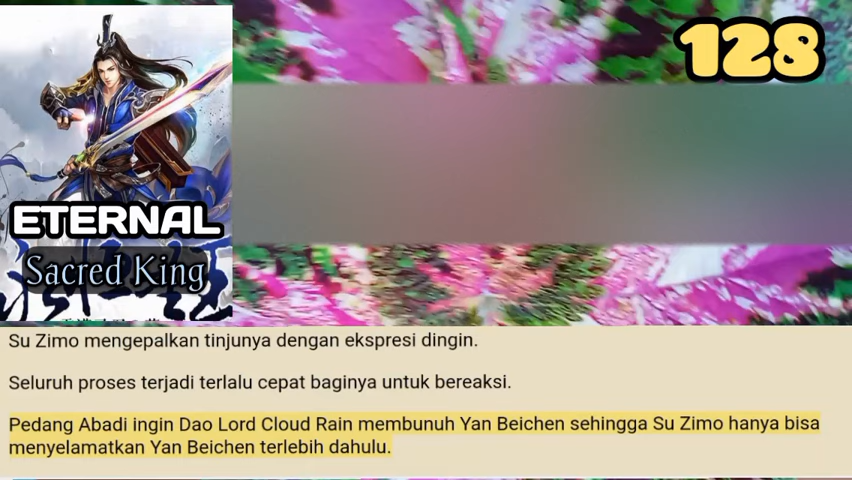 128
ETERNAL
Sacred King
Su Zimo mengepalkan tinjunya dengan ekspresi dingin.
Seluruh proses terjadi terlalu cepat baginya untuk bereaksi.
Pedang Abadi ingin Dao Lord Cloud Rain membunuh Yan Beichen sehingga Su Zimo hanya bisa
menyelamatkan Yan Beichen terlebih dahulu.